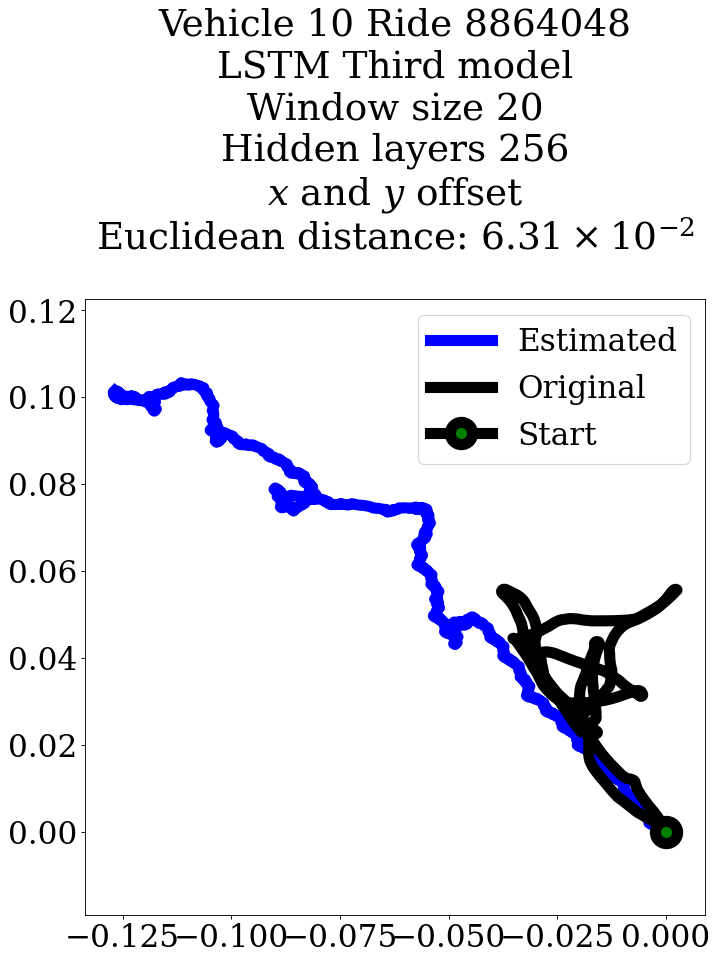 Vehicle 10 Ride 8864048
LSTM Third model
Window size 20
Hidden layers 256
x and y offset
Euclidean distance: 6.31 × 10⁻²
0.12
0.10
0.08
0.06
0.04
0.02
0.00
Estimated
Original
Start
−0.125 −0.100 −0.075 −0.050 −0.025 0.000